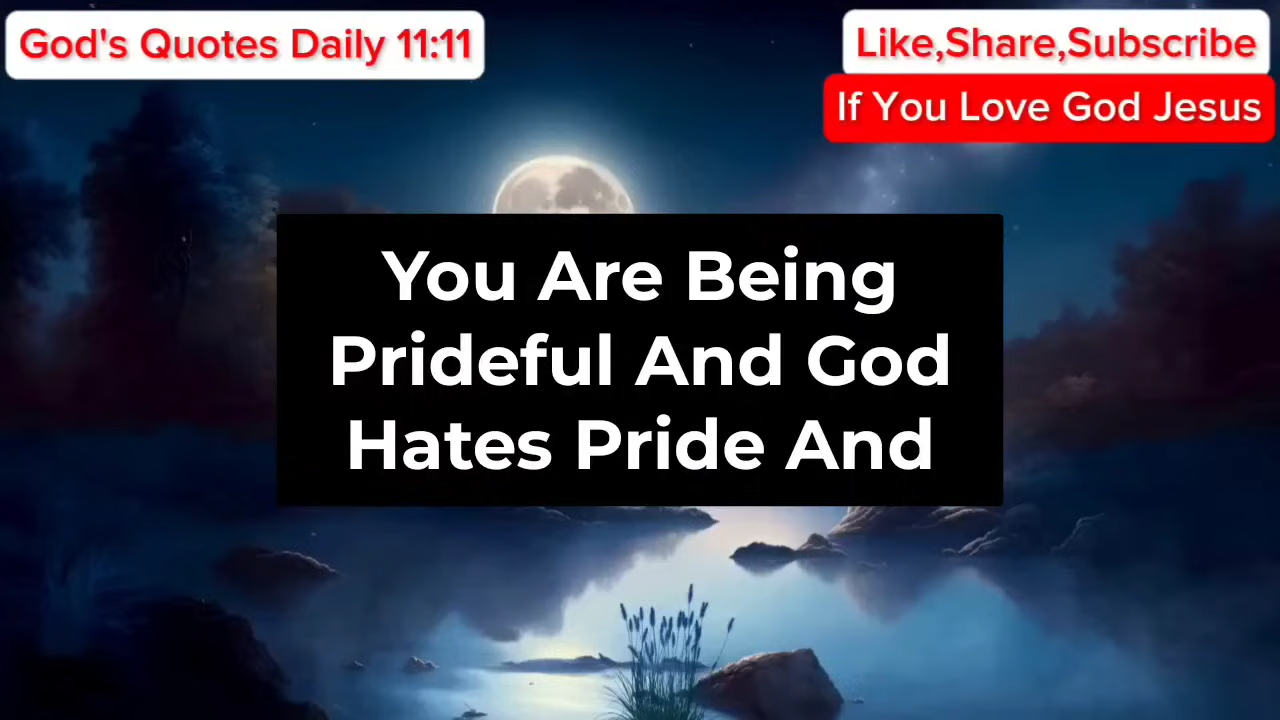 God's Quotes Daily 11:11
Like,Share,Subscribe
If You Love God Jesus
You Are Being
Prideful And God
Hates Pride And